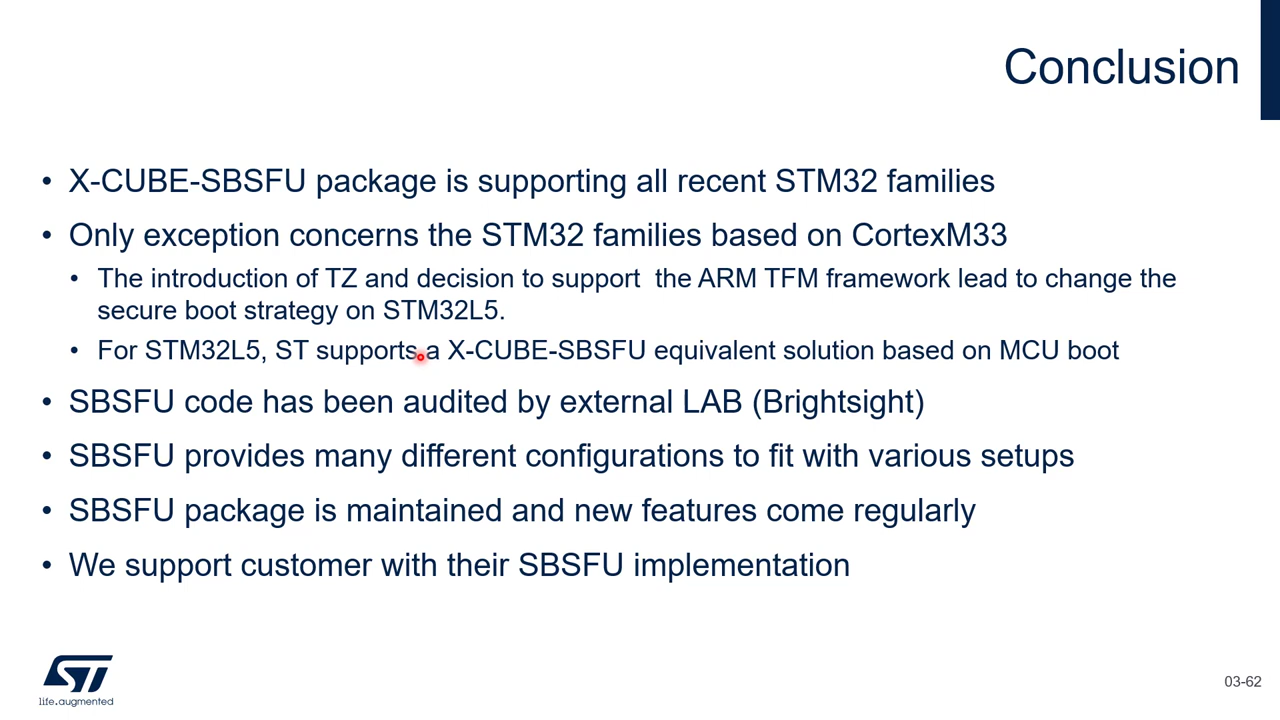 Conclusion
• X-CUBE-SBSFU package is supporting all recent STM32 families
• Only exception concerns the STM32 families based on CortexM33
• The introduction of TZ and decision to support  the ARM TFM framework lead to change the
secure boot strategy on STM32L5.
• For STM32L5, ST supports a X-CUBE-SBSFU equivalent solution based on MCU boot
• SBSFU code has been audited by external LAB (Brightsight)
• SBSFU provides many different configurations to fit with various setups
• SBSFU package is maintained and new features come regularly
• We support customer with their SBSFU implementation
ST
life.augmented
03-62